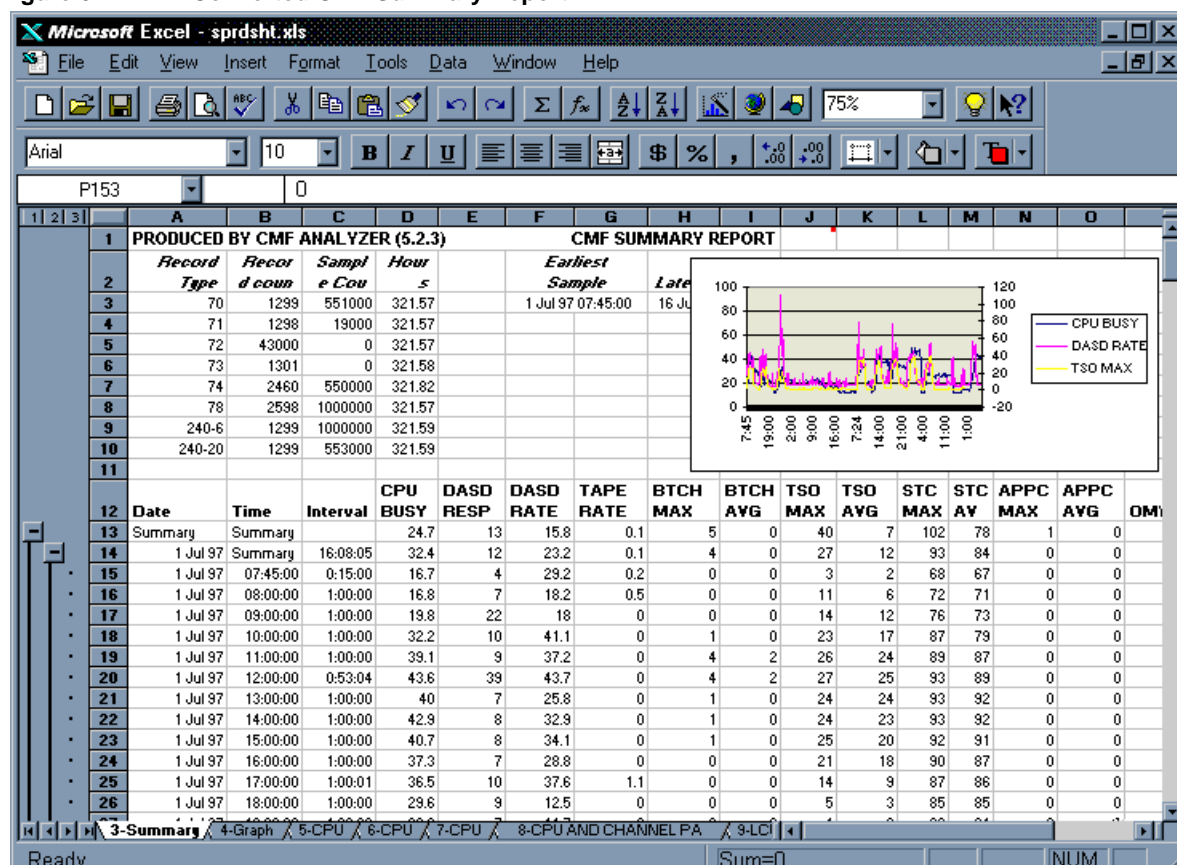 Microsoft Excel - sprdsht.xls
File Edit View Insert Format Tools Data Window Help
75%
Arial 10 B I U $ % ,
P153 0
1 2 3 A B C D E F G H I J K L M N O
1 PRODUCED BY CMF ANALYZER (5.2.3) CMF SUMMARY REPORT
Record Recor Sampl Hour Earliest
2 Type d coun e Cou s Sample Late
3 70 1299 551000 321.57 1 Jul 97 07:45:00 16 Ju
4 71 1298 19000 321.57
5 72 43000 0 321.57
6 73 1301 0 321.58
7 74 2460 550000 321.82
8 78 2598 1000000 321.57
9 240-6 1299 1000000 321.59
10 240-20 1299 553000 321.59
11
100 80 60 40 20 0
120 100 80 60 40 20 0 -20
CPU BUSY
DASD RATE
TSO MAX
7:45 19:00 2:00 9:00 16:00 7:24 14:00 21:00 4:00 11:00 1:00
CPU DASD DASD TAPE BTCH BTCH TSO TSO STC STC APPC APPC
12 Date Time Interval BUSY RESP RATE RATE MAX AVG MAX AVG MAX AV MAX AVG
13 Summary Summary 24.7 13 15.8 0.1 5 0 40 7 102 78 1 0
14 1 Jul 97 Summary 16:08:05 32.4 12 23.2 0.1 4 0 27 12 93 84 0 0
15 1 Jul 97 07:45:00 0:15:00 16.7 4 29.2 0.2 0 0 3 2 68 67 0 0
16 1 Jul 97 08:00:00 1:00:00 16.8 7 18.2 0.5 0 0 11 6 72 71 0 0
17 1 Jul 97 09:00:00 1:00:00 19.8 22 18 0 0 0 14 12 76 73 0 0
18 1 Jul 97 10:00:00 1:00:00 32.2 10 41.1 0 1 0 23 17 87 79 0 0
19 1 Jul 97 11:00:00 1:00:00 39.1 9 37.2 0 4 2 26 24 89 87 0 0
20 1 Jul 97 12:00:00 0:53:04 43.6 39 43.7 0 4 2 27 25 93 89 0 0
21 1 Jul 97 13:00:00 1:00:00 40 7 25.8 0 1 0 24 24 93 92 0 0
22 1 Jul 97 14:00:00 1:00:00 42.9 8 32.9 0 1 0 24 23 93 92 0 0
23 1 Jul 97 15:00:00 1:00:00 40.7 8 34.1 0 1 0 25 20 92 91 0 0
24 1 Jul 97 16:00:00 1:00:00 37.3 7 28.8 0 0 0 21 18 90 87 0 0
25 1 Jul 97 17:00:00 1:00:01 36.5 10 37.6 1.1 0 0 14 9 87 86 0 0
26 1 Jul 97 18:00:00 1:00:00 29.6 9 12.5 0 0 0 5 3 85 85 0 0
3-Summary 4-Graph 5-CPU 6-CPU 7-CPU 8-CPU AND CHANNEL PA 9-LCI
Ready Sum=0 NUM